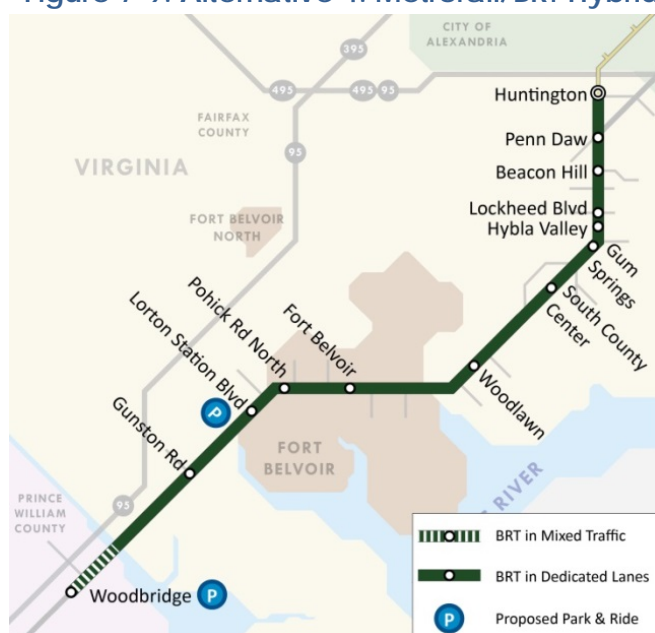 CITY OF
ALEXANDRIA
395
495
495
95
Huntington
FAIRFAX
COUNTY
Penn Daw
95
VIRGINIA
Beacon Hill
FORT BELVOIR
NORTH
Lockheed Blvd
Hybla Valley
Gum
Springs
South County
Center
Pohick Rd North
Fort Belvoir
Lorton Station Blvd
Woodlawn
P
Gunston Rd
FORT
BELVOIR
RIVER
PRINCE
WILLIAM
COUNTY
95
BRT in Mixed Traffic
BRT in Dedicated Lanes
Woodbridge P
P Proposed Park & Ride